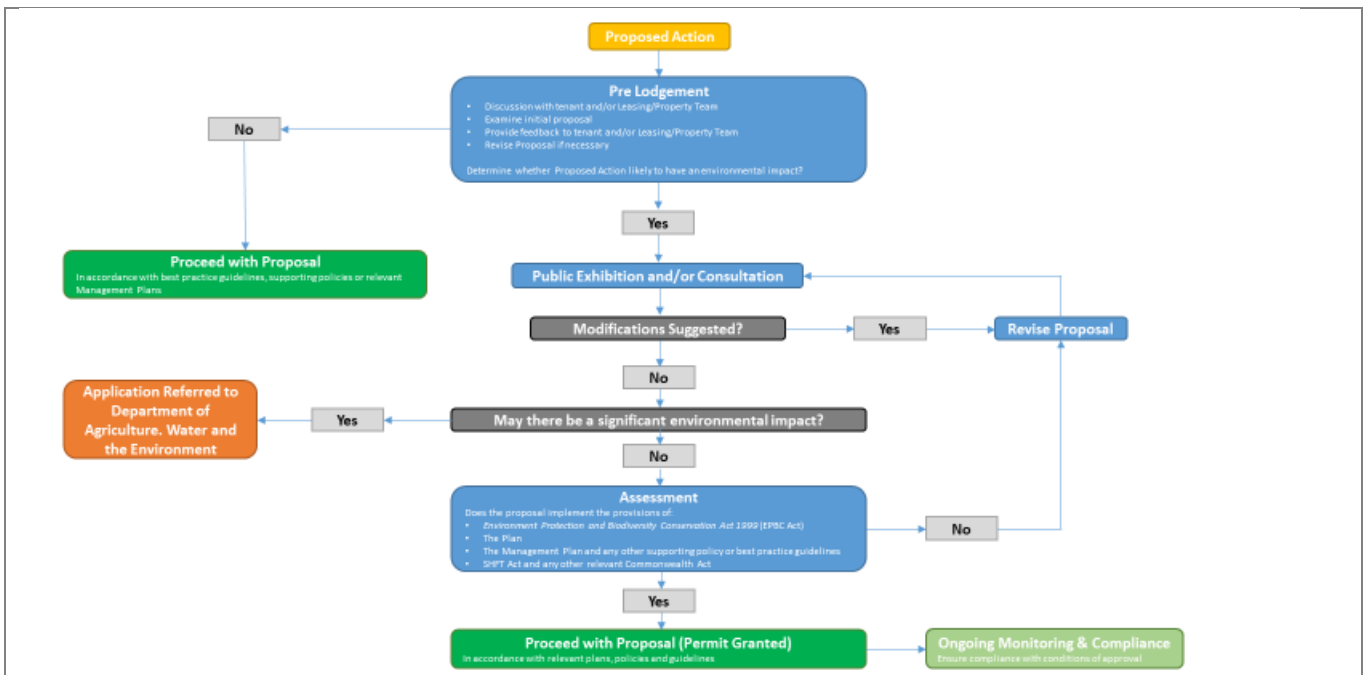 Proposed Action
Pre Lodgement
• Discussion with tenant and/or Leasing/Property Team
• Examine initial proposal
• Provide feedback to tenant and/or Leasing/Property Team
• Revise Proposal if necessary
Determine whether Proposed Action likely to have an environmental impact?
No
Yes
Proceed with Proposal
In accordance with best practice guidelines, supporting policies or relevant
Management Plans
Public Exhibition and/or Consultation
Modifications Suggested?
Yes
Revise Proposal
No
Application Referred to
Department of
Agriculture. Water and
the Environment
Yes
May there be a significant environmental impact?
No
Assessment
Does the proposal implement the provisions of:
• Environment Protection and Biodiversity Conservation Act 1999 (EPBC Act)
• The Plan
• The Management Plan and any other supporting policy or best practice guidelines
• SHFT Act and any other relevant Commonwealth Act
No
Yes
Proceed with Proposal (Permit Granted)
In accordance with relevant plans, policies and guidelines
Ongoing Monitoring & Compliance
Ensure compliance with conditions of approval